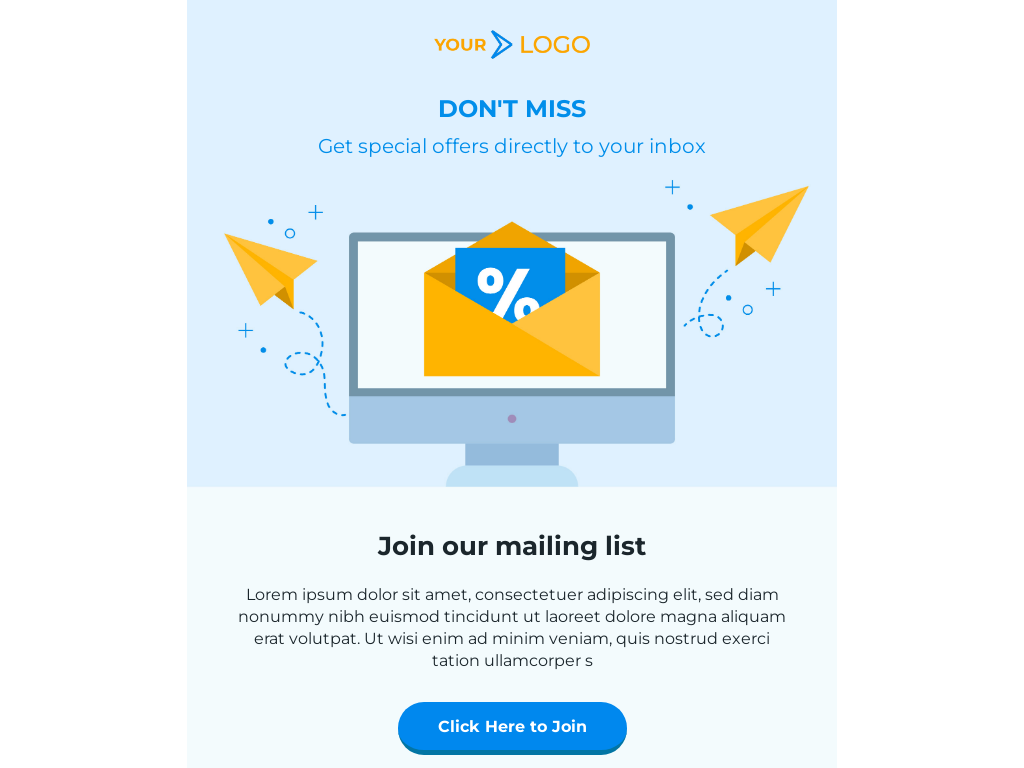 YOUR LOGO
DON'T MISS
Get special offers directly to your inbox
%
Join our mailing list
Lorem ipsum dolor sit amet, consectetuer adipiscing elit, sed diam
nonummy nibh euismod tincidunt ut laoreet dolore magna aliquam
erat volutpat. Ut wisi enim ad minim veniam, quis nostrud exerci
tation ullamcorper s
Click Here to Join